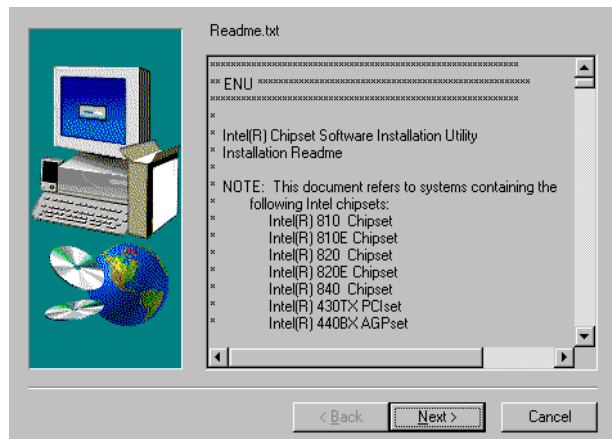 Readme.txt
************************************************************
** ENU ******************************************************
************************************************************
*
* Intel(R) Chipset Software Installation Utility
* Installation Readme
*
* NOTE: This document refers to systems containing the
* following Intel chipsets:
* Intel(R) 810 Chipset
* Intel(R) 810E Chipset
* Intel(R) 820 Chipset
* Intel(R) 820E Chipset
* Intel(R) 840 Chipset
* Intel(R) 430TX PCIset
* Intel(R) 440BX AGPset
< Back
Next >
Cancel